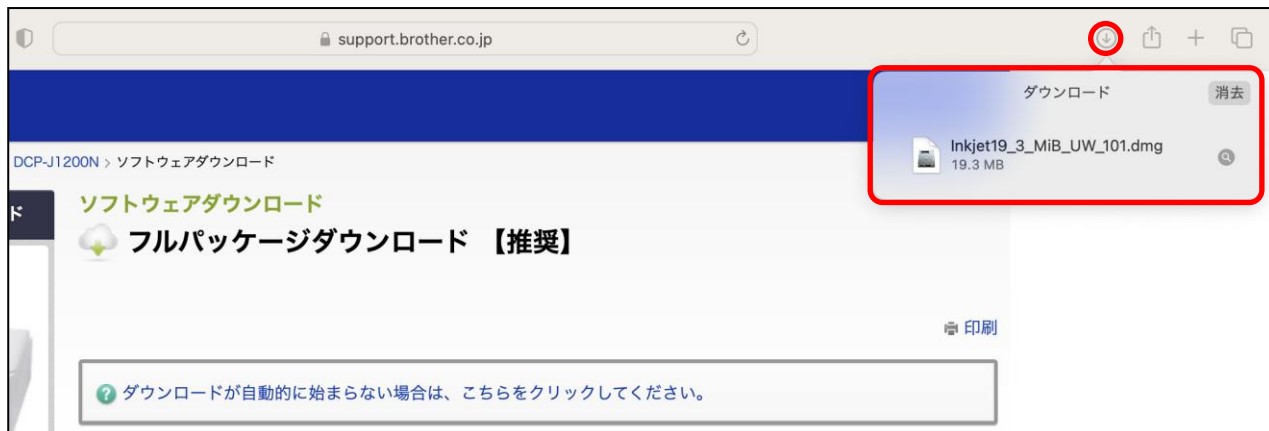 support.brother.co.jp
ダウンロード
消去
Inkjet19_3_MiB_UW_101.dmg
19.3 MB
DCP-J1200N > ソフトウェアダウンロード
ド
ソフトウェアダウンロード
フルパッケージダウンロード 【推奨】
印刷
ダウンロードが自動的に始まらない場合は、こちらをクリックしてください。